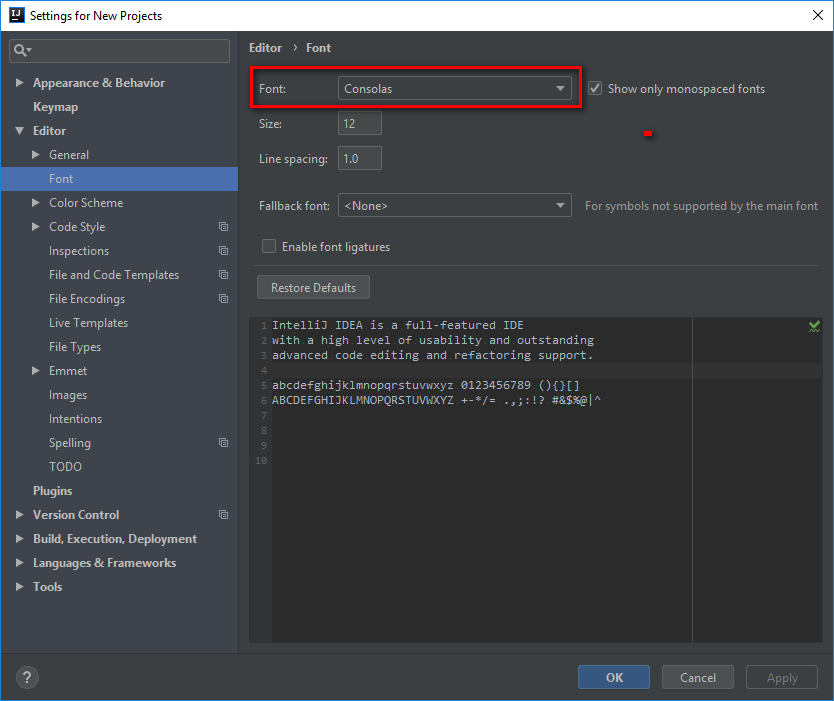 IJ Settings for New Projects
Appearance & Behavior
Keymap
Editor
General
Font
Color Scheme
Code Style
Inspections
File and Code Templates
File Encodings
Live Templates
File Types
Emmet
Images
Intentions
Spelling
TODO
Plugins
Version Control
Build, Execution, Deployment
Languages & Frameworks
Tools
Editor › Font
Font: Consolas Show only monospaced fonts
Size: 12
Line spacing: 1.0
Fallback font: <None> For symbols not supported by the main font
Enable font ligatures
Restore Defaults
1 IntelliJ IDEA is a full-featured IDE
2 with a high level of usability and outstanding
3 advanced code editing and refactoring support.
4
5 abcdefghijklmnopqrstuvwxyz 0123456789 (){}[]
6 ABCDEFGHIJKLMNOPQRSTUVWXYZ +-*/= .,;:!? #&$%@|^
7
8
9
10
? OK Cancel Apply